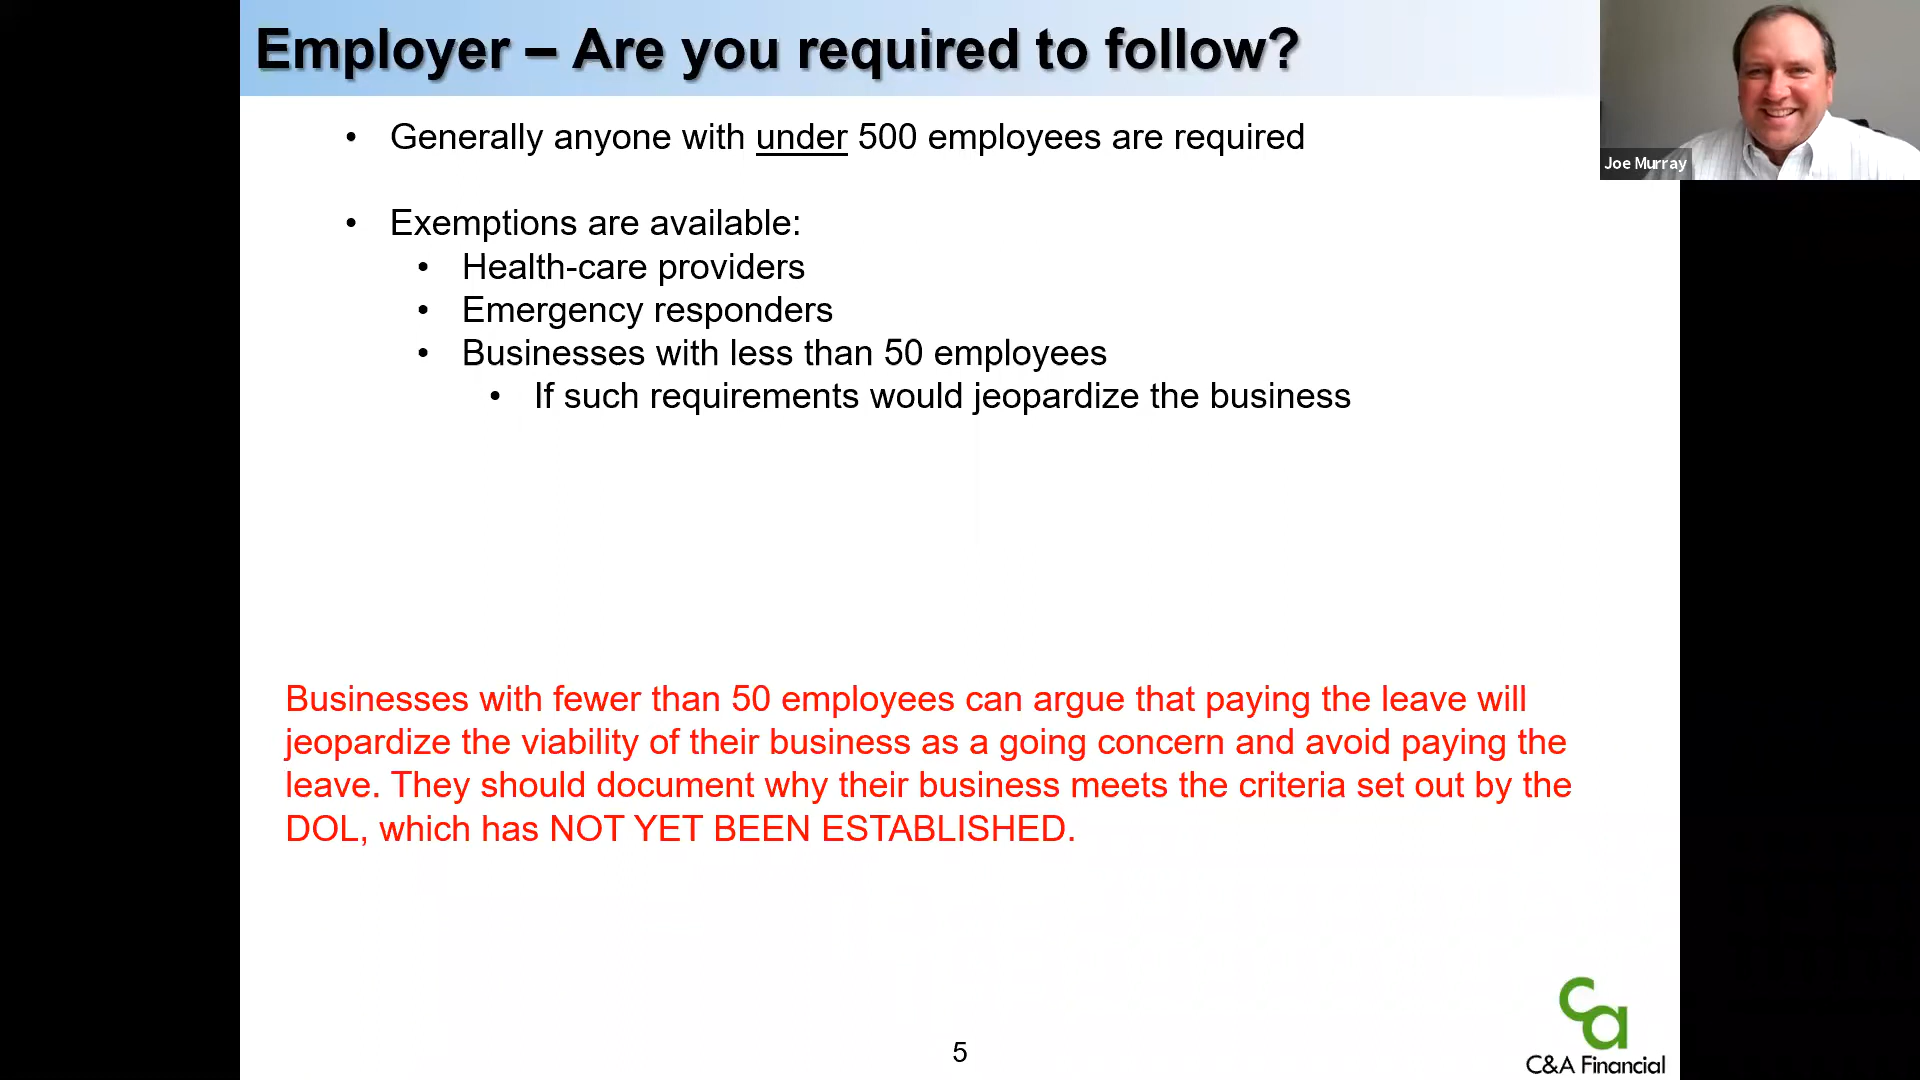 Employer – Are you required to follow?
Joe Murray
• Generally anyone with under 500 employees are required
• Exemptions are available:
• Health-care providers
• Emergency responders
• Businesses with less than 50 employees
• If such requirements would jeopardize the business
Businesses with fewer than 50 employees can argue that paying the leave will
jeopardize the viability of their business as a going concern and avoid paying the
leave. They should document why their business meets the criteria set out by the
DOL, which has NOT YET BEEN ESTABLISHED.
5
ca
C&A Financial